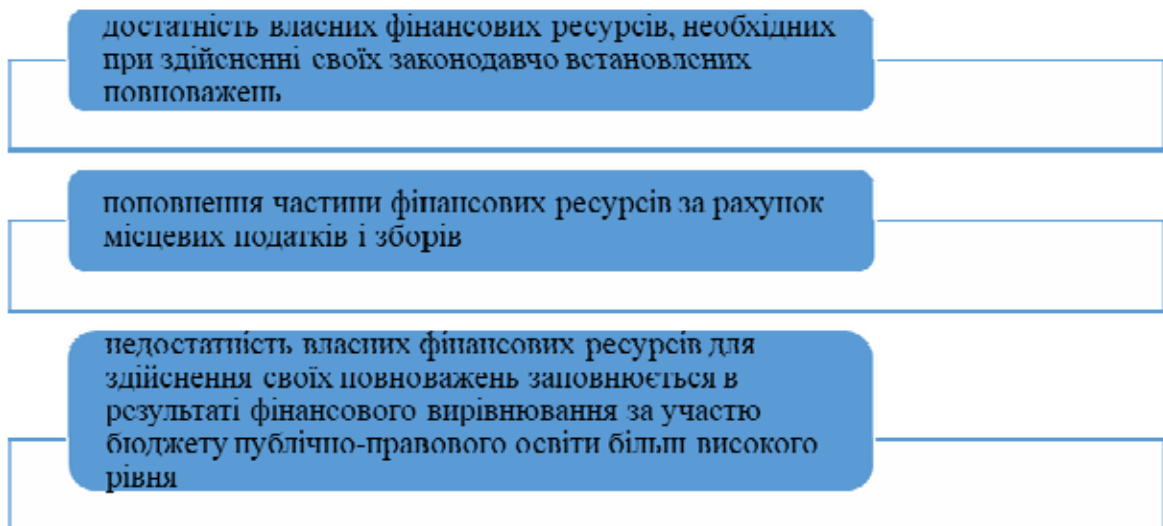 достатність власних фінансових ресурсів, необхідних
при здійсненні своїх законодавчо встановлених
повноважень
поповнення частини фінансових ресурсів за рахунок
місцевих податків і зборів
недостатність власних фінансових ресурсів для
здійснення своїх повноважень заповнюється в
результаті фінансового вирівнювання за участю
бюджету публічно-правового освіти більш високого
рівня